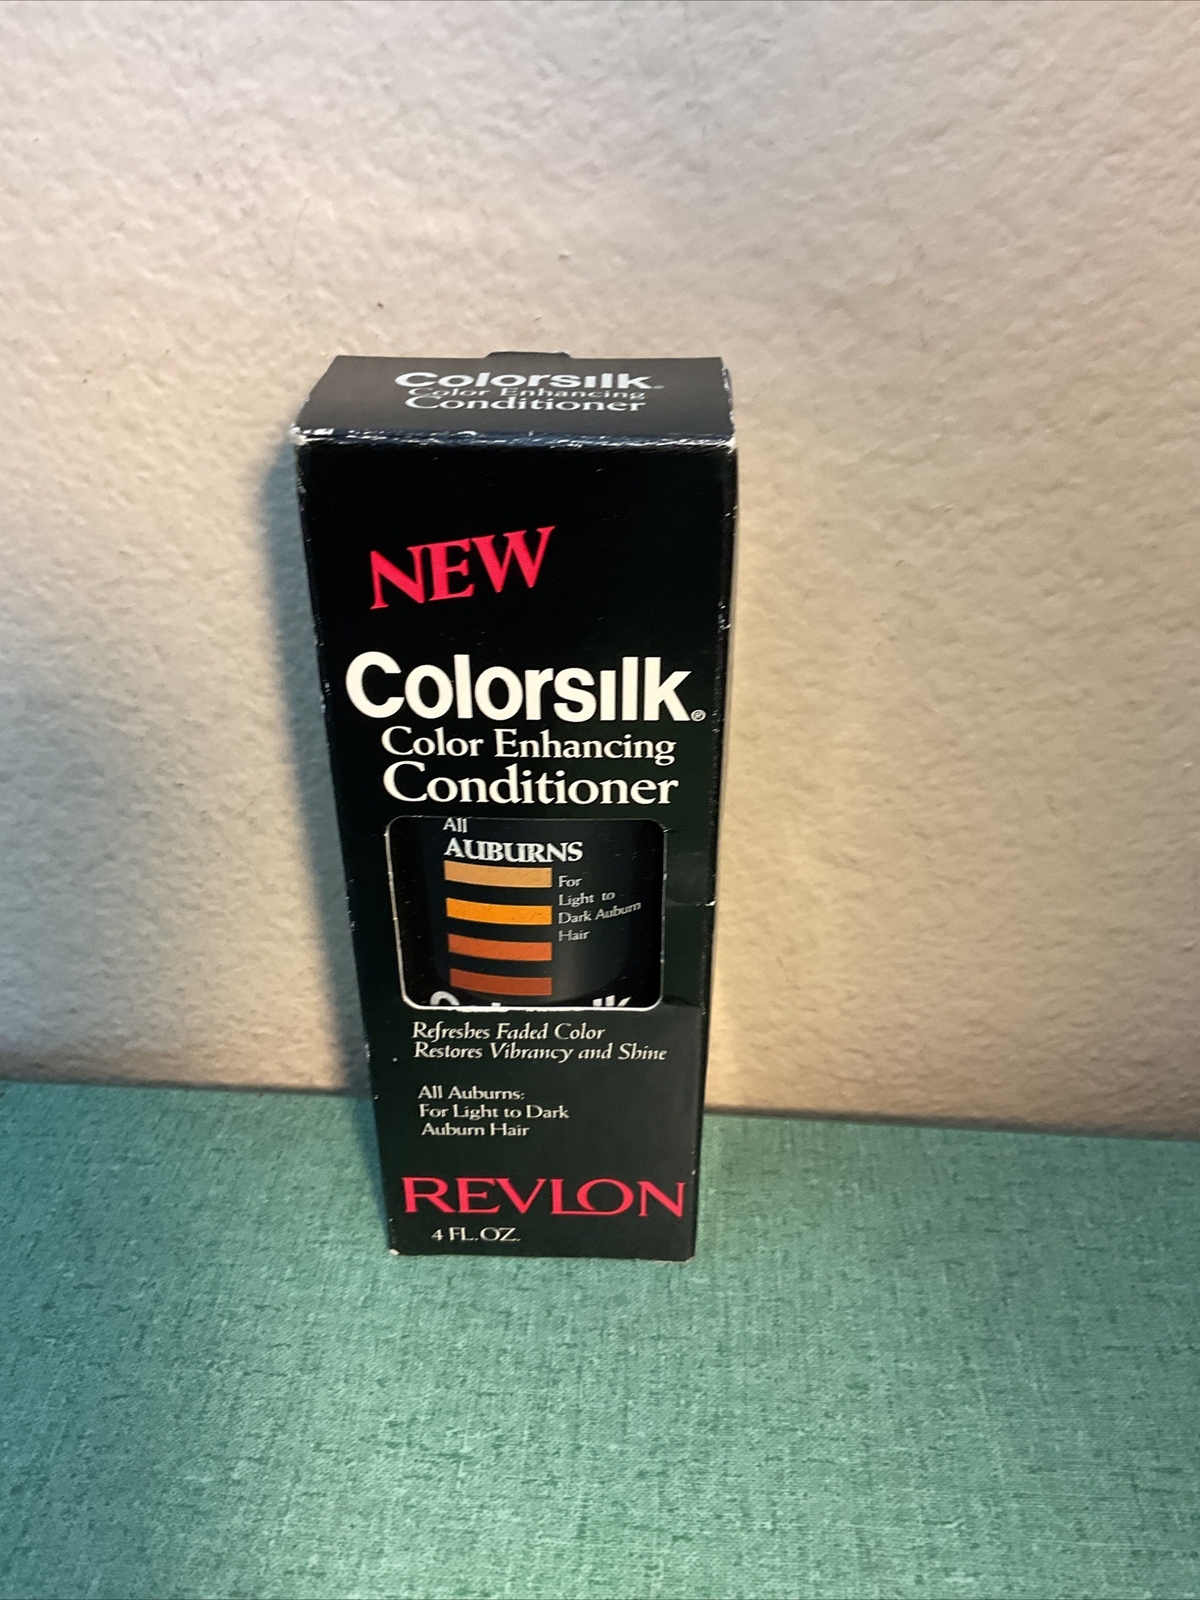 Colorsilk®
Color Enhancing
Conditioner
NEW
Colorsilk®
Color Enhancing
Conditioner
All
AUBURNS
For
Light to
Dark Auburn
Hair
Refreshes Faded Color
Restores Vibrancy and Shine
All Auburns:
For Light to Dark
Auburn Hair
REVLON
4 FL. OZ.